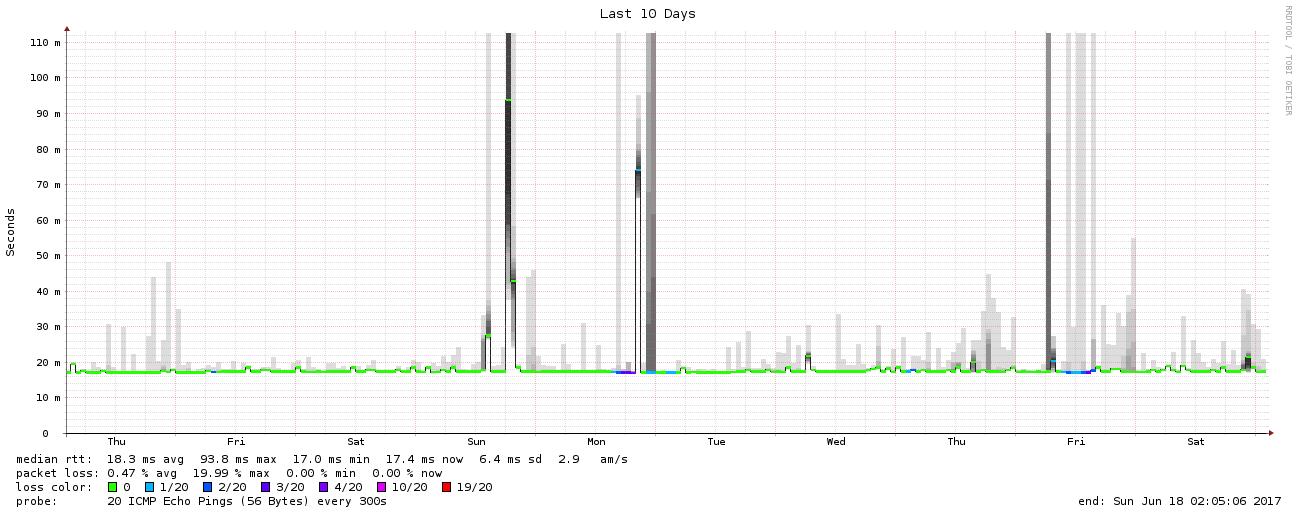 Last 10 Days
RRDTOOL / TOBI OETIKER
Seconds
110 m
100 m
90 m
80 m
70 m
60 m
50 m
40 m
30 m
20 m
10 m
0
Thu Fri Sat Sun Mon Tue Wed Thu Fri Sat
median rtt: 18.3 ms avg 93.8 ms max 17.0 ms min 17.4 ms now 6.4 ms sd 2.9 am/s
packet loss: 0.47 % avg 19.99 % max 0.00 % min 0.00 % now
loss color: 0 1/20 2/20 3/20 4/20 10/20 19/20
probe: 20 ICMP Echo Pings (56 Bytes) every 300s
end: Sun Jun 18 02:05:06 2017